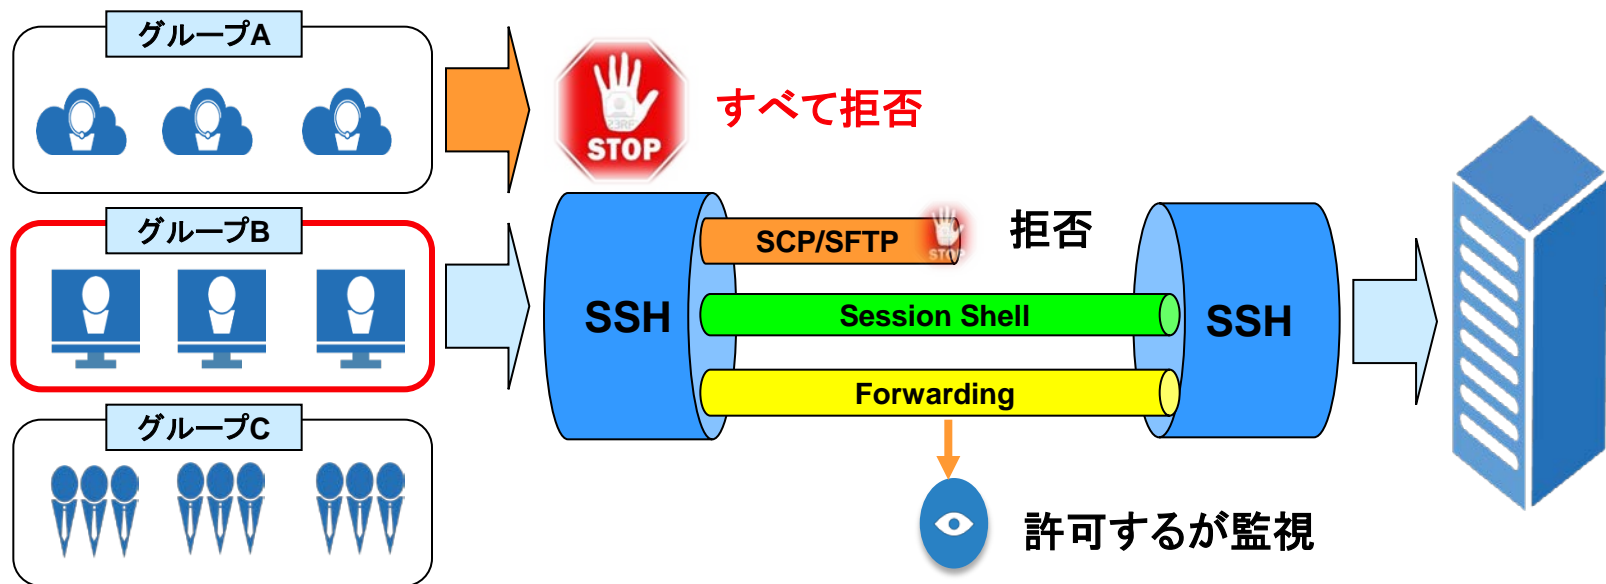 グループA
すべて拒否
STOP
グループB
SCP/SFTP
STOP
拒否
SSH
Session Shell
SSH
Forwarding
グループC
許可するが監視